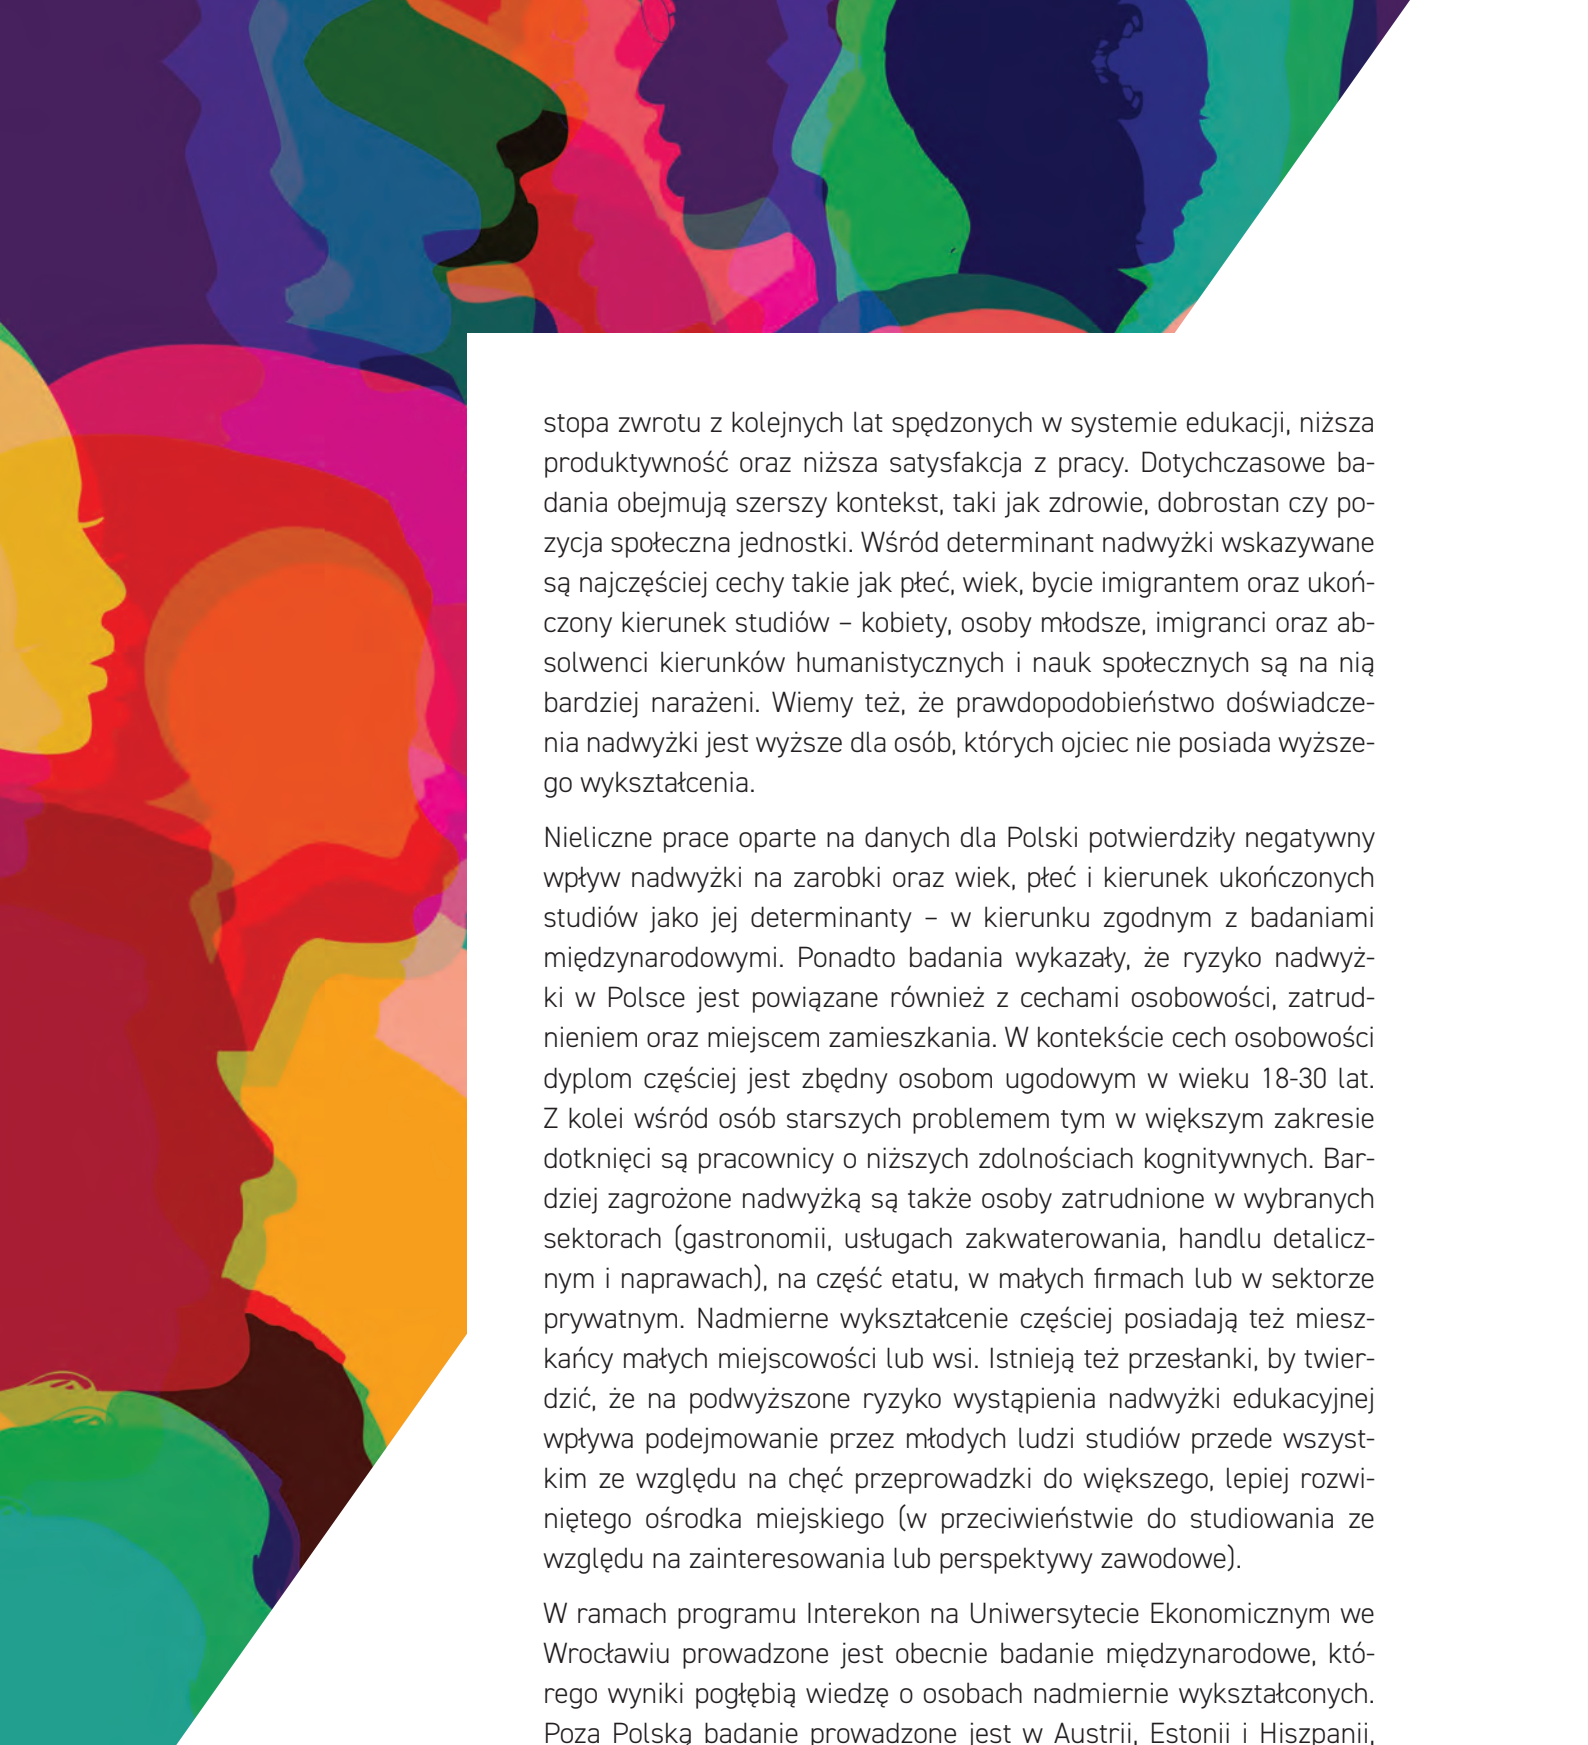 stopa zwrotu z kolejnych lat spędzonych w systemie edukacji, niższa
produktywność oraz niższa satysfakcja z pracy. Dotychczasowe ba-
dania obejmują szerszy kontekst, taki jak zdrowie, dobrostan czy po-
zycja społeczna jednostki. Wśród determinant nadwyżki wskazywane
są najczęściej cechy takie jak płeć, wiek, bycie imigrantem oraz ukoń-
czony kierunek studiów – kobiety, osoby młodsze, imigranci oraz ab-
solwenci kierunków humanistycznych i nauk społecznych są na nią
bardziej narażeni. Wiemy też, że prawdopodobieństwo doświadcze-
nia nadwyżki jest wyższe dla osób, których ojciec nie posiada wyższe-
go wykształcenia.
Nieliczne prace oparte na danych dla Polski potwierdziły negatywny
wpływ nadwyżki na zarobki oraz wiek, płeć i kierunek ukończonych
studiów jako jej determinanty – w kierunku zgodnym z badaniami
międzynarodowymi. Ponadto badania wykazały, że ryzyko nadwyż-
ki w Polsce jest powiązane również z cechami osobowości, zatrud-
nieniem oraz miejscem zamieszkania. W kontekście cech osobowości
dyplom częściej jest zbędny osobom ugodowym w wieku 18-30 lat.
Z kolei wśród osób starszych problemem tym w większym zakresie
dotknięci są pracownicy o niższych zdolnościach kognitywnych. Bar-
dziej zagrożone nadwyżką są także osoby zatrudnione w wybranych
sektorach (gastronomii, usługach zakwaterowania, handlu detalicz-
nym i naprawach), na część etatu, w małych firmach lub w sektorze
prywatnym. Nadmierne wykształcenie częściej posiadają też miesz-
kańcy małych miejscowości lub wsi. Istnieją też przesłanki, by twier-
dzić, że na podwyższone ryzyko wystąpienia nadwyżki edukacyjnej
wpływa podejmowanie przez młodych ludzi studiów przede wszyst-
kim ze względu na chęć przeprowadzki do większego, lepiej rozwi-
niętego ośrodka miejskiego (w przeciwieństwie do studiowania ze
względu na zainteresowania lub perspektywy zawodowe).
W ramach programu Interekon na Uniwersytecie Ekonomicznym we
Wrocławiu prowadzone jest obecnie badanie międzynarodowe, któ-
rego wyniki pogłębią wiedzę o osobach nadmiernie wykształconych.
Poza Polską badanie prowadzone jest w Austrii, Estonii i Hiszpanii,